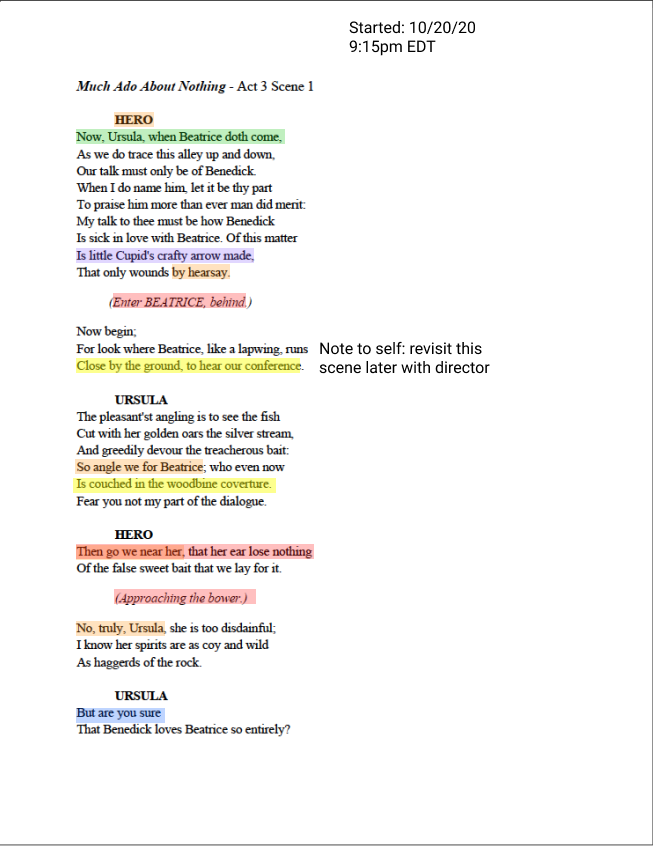 Started: 10/20/20
9:15pm EDT
Much Ado About Nothing - Act 3 Scene 1
HERO
Now, Ursula, when Beatrice doth come,
As we do trace this alley up and down,
Our talk must only be of Benedick.
When I do name him, let it be thy part
To praise him more than ever man did merit:
My talk to thee must be how Benedick
Is sick in love with Beatrice. Of this matter
Is little Cupid's crafty arrow made,
That only wounds by hearsay.
(Enter BEATRICE, behind.)
Now begin;
For look where Beatrice, like a lapwing, runs
Close by the ground, to hear our conference.
Note to self: revisit this
scene later with director
URSULA
The pleasant'st angling is to see the fish
Cut with her golden oars the silver stream,
And greedily devour the treacherous bait:
So angle we for Beatrice; who even now
Is couched in the woodbine coverture.
Fear you not my part of the dialogue.
HERO
Then go we near her, that her ear lose nothing
Of the false sweet bait that we lay for it.
(Approaching the bower.)
No, truly, Ursula, she is too disdainful;
I know her spirits are as coy and wild
As haggerds of the rock.
URSULA
But are you sure
That Benedick loves Beatrice so entirely?